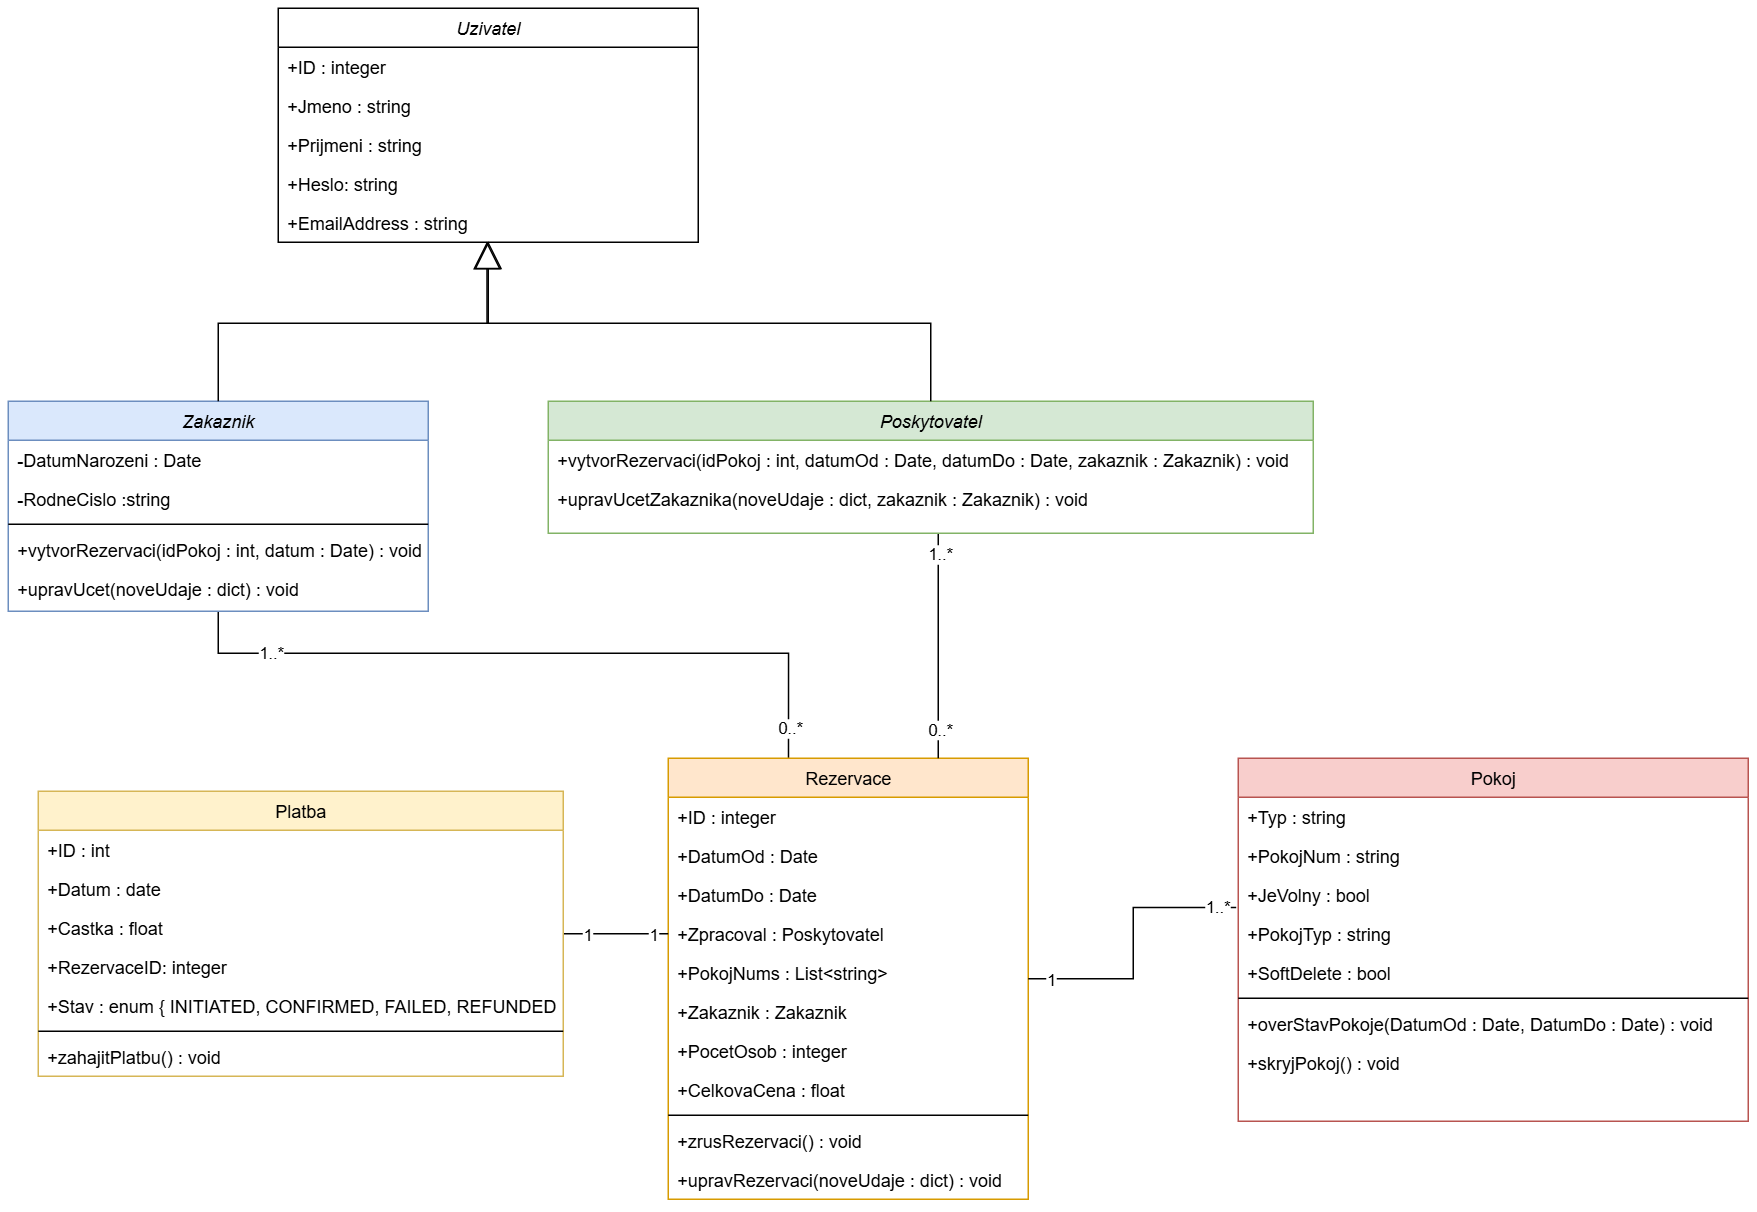 Uzivatel
+ID : integer
+Jmeno : string
+Prijmeni : string
+Heslo: string
+EmailAddress : string
Zakaznik
-DatumNarozeni : Date
-RodneCislo :string
+vytvorRezervaci(idPokoj : int, datum : Date) : void
+upravUcet(noveUdaje : dict) : void
Poskytovatel
+vytvorRezervaci(idPokoj : int, datumOd : Date, datumDo : Date, zakaznik : Zakaznik) : void
+upravUcetZakaznika(noveUdaje : dict, zakaznik : Zakaznik) : void
1..*
1..*
0..*
0..*
Platba
+ID : int
+Datum : date
+Castka : float
+RezervaceID: integer
+Stav : enum { INITIATED, CONFIRMED, FAILED, REFUNDED
+zahajitPlatbu() : void
1
1
Rezervace
+ID : integer
+DatumOd : Date
+DatumDo : Date
+Zpracoval : Poskytovatel
+PokojNums : List<string>
+Zakaznik : Zakaznik
+PocetOsob : integer
+CelkovaCena : float
+zrusRezervaci() : void
+upravRezervaci(noveUdaje : dict) : void
1
1..*
Pokoj
+Typ : string
+PokojNum : string
+JeVolny : bool
+PokojTyp : string
+SoftDelete : bool
+overStavPokoje(DatumOd : Date, DatumDo : Date) : void
+skryjPokoj() : void